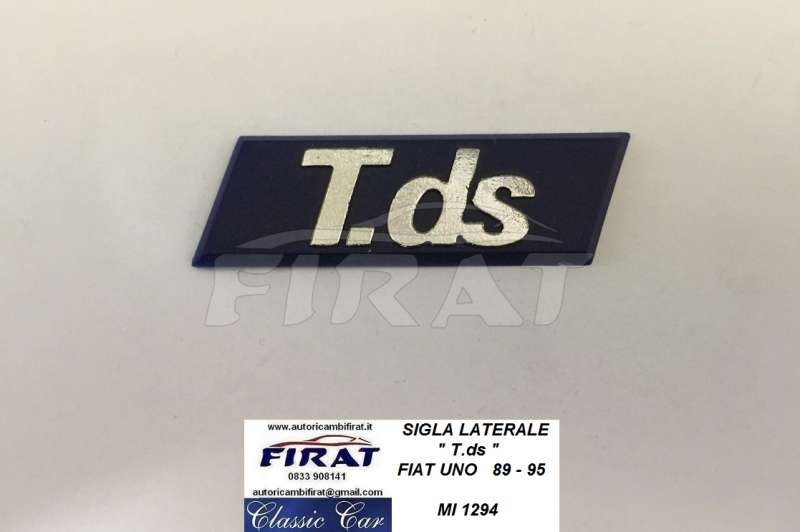 T.ds
FIRAT
www.autoricambifirat.it
FIRAT
0833 908141
autoricambifirat@gmail.com
Classic Car
SIGLA LATERALE
" T.ds "
FIAT UNO 89 - 95
MI 1294